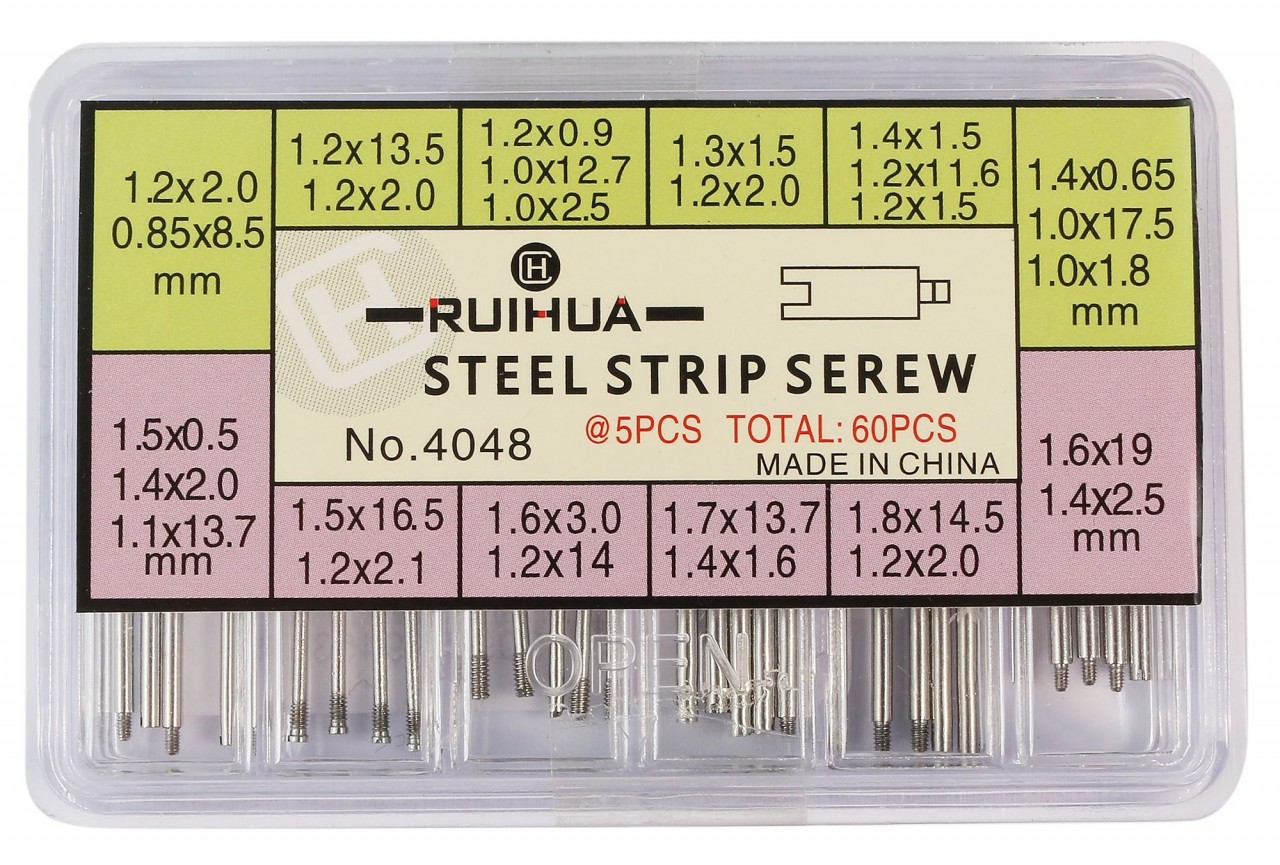 1.2x2.0
0.85x8.5
mm
1.2x13.5
1.2x2.0
1.2x0.9
1.0x12.7
1.0x2.5
1.3x1.5
1.2x2.0
1.4x1.5
1.2x11.6
1.2x1.5
1.4x0.65
1.0x17.5
1.0x1.8
mm
CH
RUIHUA
STEEL STRIP SEREW
No.4048
@5PCS TOTAL: 60PCS
MADE IN CHINA
1.5x0.5
1.4x2.0
1.1x13.7
mm
1.5x16.5
1.2x2.1
1.6x3.0
1.2x14
1.7x13.7
1.4x1.6
1.8x14.5
1.2x2.0
1.6x19
1.4x2.5
mm
OPEN